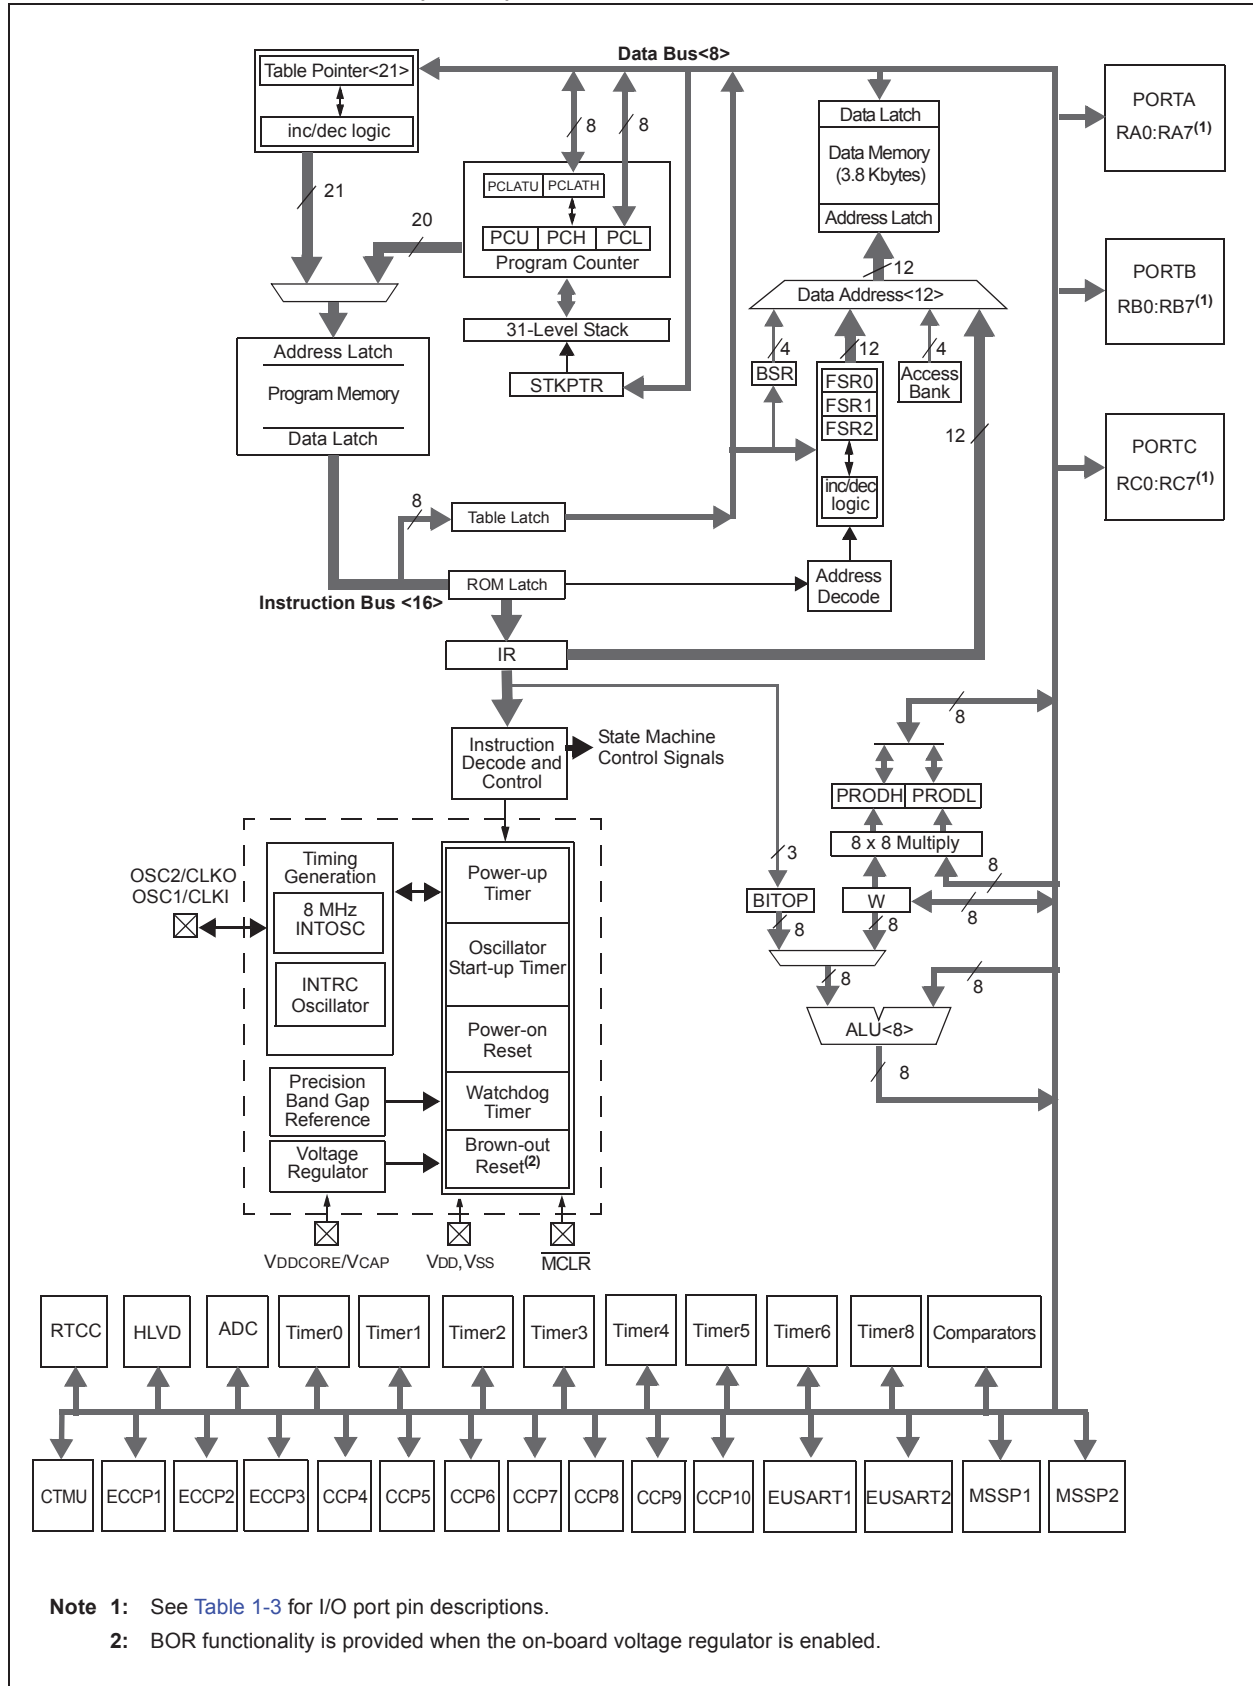 Data Bus<8>
Table Pointer<21>
inc/dec logic
21
20
8
8
PCLATU PCLATH
PCU PCH PCL
Program Counter
31-Level Stack
STKPTR
Data Latch
Data Memory
(3.8 Kbytes)
Address Latch
12
Data Address<12>
4
12
4
BSR
FSR0
FSR1
FSR2
inc/dec
logic
Access
Bank
12
Address
Decode
PORTA
RA0:RA7(1)
PORTB
RB0:RB7(1)
PORTC
RC0:RC7(1)
Address Latch
Program Memory
Data Latch
8
Table Latch
ROM Latch
Instruction Bus <16>
IR
Instruction
Decode and
Control
State Machine
Control Signals
8
PRODH PRODL
8 x 8 Multiply
3
8
BITOP
W
8
8
8
8
8
ALU<8>
8
OSC2/CLKO
OSC1/CLKI
Timing
Generation
8 MHz
INTOSC
INTRC
Oscillator
Power-up
Timer
Oscillator
Start-up Timer
Power-on
Reset
Watchdog
Timer
Brown-out
Reset(2)
Precision
Band Gap
Reference
Voltage
Regulator
VDDCORE/VCAP
VDD, VSS
MCLR
RTCC HLVD ADC Timer0 Timer1 Timer2 Timer3 Timer4 Timer5 Timer6 Timer8 Comparators
CTMU ECCP1 ECCP2 ECCP3 CCP4 CCP5 CCP6 CCP7 CCP8 CCP9 CCP10 EUSART1 EUSART2 MSSP1 MSSP2
Note 1: See Table 1-3 for I/O port pin descriptions.
2: BOR functionality is provided when the on-board voltage regulator is enabled.